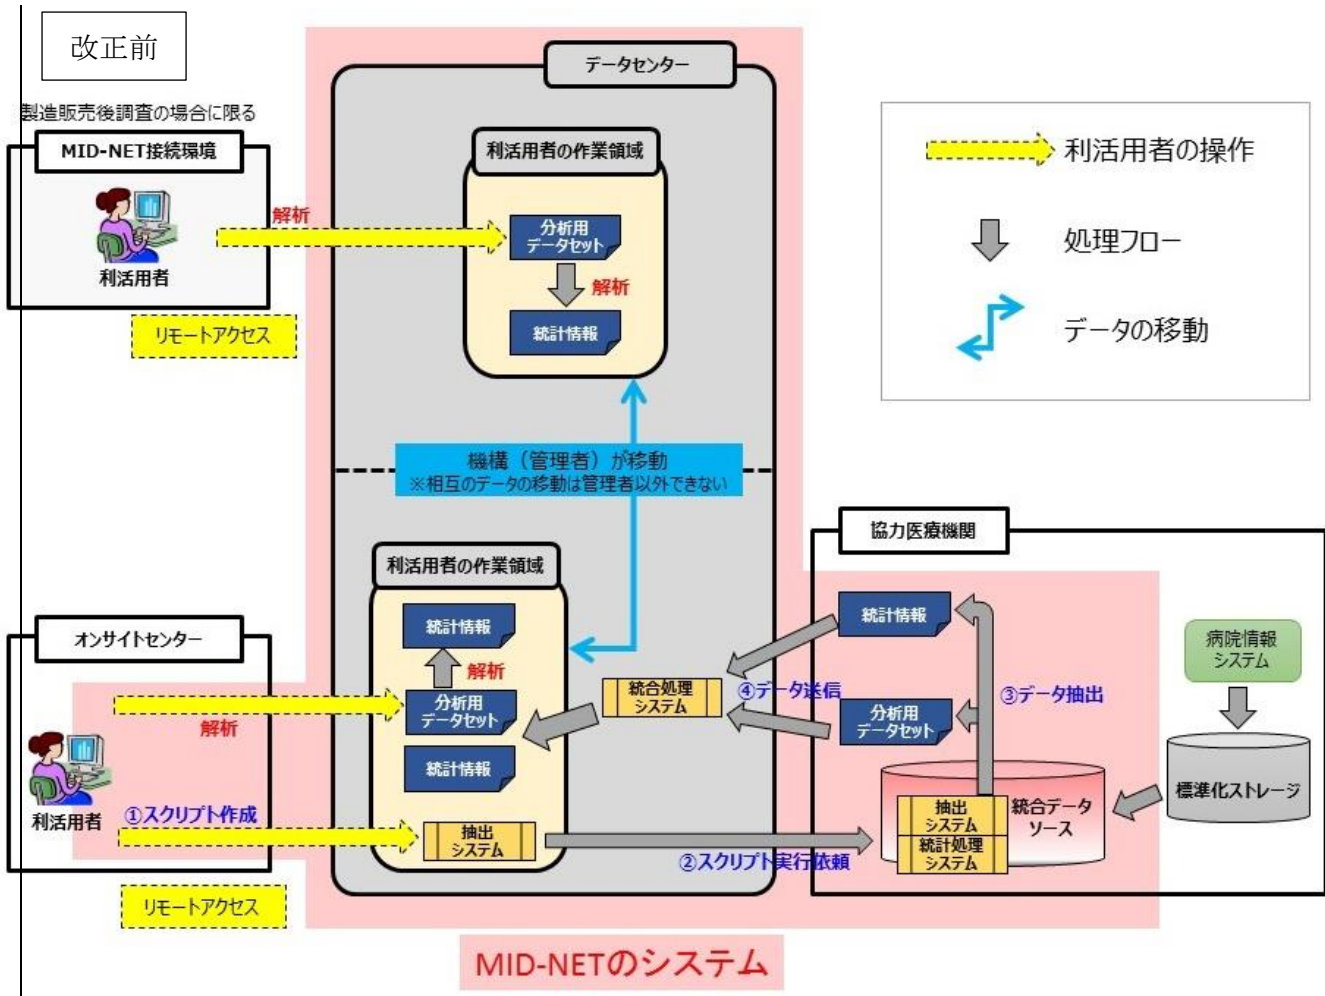 改正前
製造販売後調査の場合に限る
MID-NET接続環境
利活用者
リモートアクセス
解析
データセンター
利活用者の作業領域
分析用
データセット
解析
統計情報
利活用者の操作
処理フロー
データの移動
機構（管理者）が移動
※相互のデータの移動は管理者以外できない
利活用者の作業領域
統計情報
解析
分析用
データセット
統計情報
抽出
システム
統合処理
システム
オンサイトセンター
解析
利活用者
①スクリプト作成
リモートアクセス
②スクリプト実行依頼
協力医療機関
統計情報
④データ送信
分析用
データセット
③データ抽出
病院情報
システム
標準化ストレージ
抽出
システム
統計処理
システム
統合データ
ソース
MID-NETのシステム